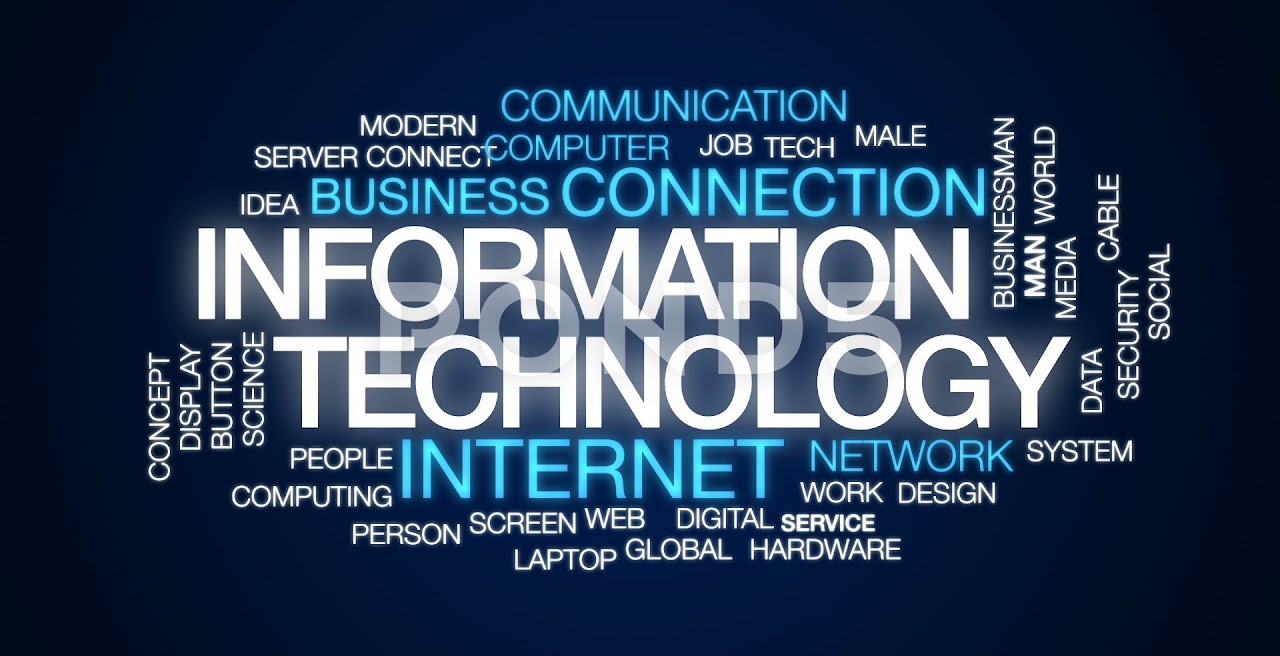 COMMUNICATION
MODERN
COMPUTER
JOB
TECH
MALE
SERVER
CONNECT
IDEA
BUSINESS
CONNECTION
INFORMATION
TECHNOLOGY
POND5
BUSINESSMAN
MAN
WORLD
MEDIA
CABLE
DATA
SECURITY
SOCIAL
CONCEPT
DISPLAY
BUTTON
SCIENCE
PEOPLE
INTERNET
NETWORK
SYSTEM
COMPUTING
WORK
DESIGN
PERSON
SCREEN
WEB
DIGITAL
SERVICE
LAPTOP
GLOBAL
HARDWARE